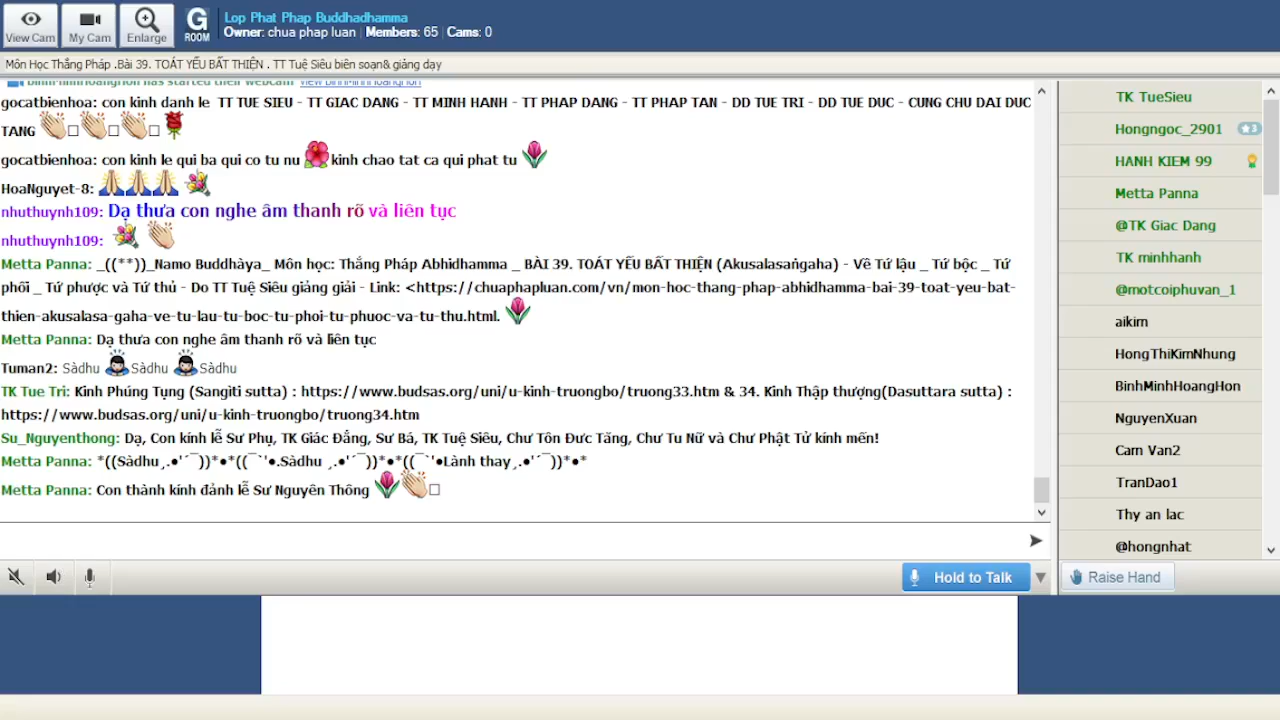 View Cam
My Cam
Enlarge
G
ROOM
Lop Phat Phap Buddhadhamma
Owner: chua phap luan | Members: 65 | Cams: 0
Môn Học Thắng Pháp .Bài 39. TOÁT YẾU BẤT THIỆN . TT Tuệ Siêu biên soạn& giảng dạy
BinhMinhHoangHon has started their webcam View BinhMinhHoangHon
gocatbienhoa: con kinh danh le TT TUE SIEU - TT GIAC DANG - TT MINH HANH - TT PHAP DANG - TT PHAP TAN - DD TUE TRI - DD TUE DUC - CUNG CHU DAI DUC
TANG
gocatbienhoa: con kinh le qui ba qui co tu nu kinh chao tat ca qui phat tu
HoaNguyet-8:
nhuthuynh109: Dạ thưa con nghe âm thanh rõ và liên tục
nhuthuynh109:
Metta Panna: _((**))_Namo Buddhàya_ Môn học: Thắng Pháp Abhidhamma _ BÀI 39. TOÁT YẾU BẤT THIỆN (Akusalasaṅgaha) - Về Tứ lậu _ Tứ bộc _ Tứ
phối _ Tứ phược và Tứ thủ - Do TT Tuệ Siêu giảng giải - Link: <https://chuaphapluan.com/vn/mon-hoc-thang-phap-abhidhamma-bai-39-toat-yeu-bat-
thien-akusalasa-gaha-ve-tu-lau-tu-boc-tu-phoi-tu-phuoc-va-tu-thu.html.
Metta Panna: Dạ thưa con nghe âm thanh rõ và liên tục
Tuman2: Sàdhu Sàdhu Sàdhu
TK Tue Tri: Kinh Phúng Tụng (Sangìti sutta) : https://www.budsas.org/uni/u-kinh-truongbo/truong33.htm & 34. Kinh Thập thượng(Dasuttara sutta) :
https://www.budsas.org/uni/u-kinh-truongbo/truong34.htm
Su_Nguyenthong: Dạ, Con kính lễ Sư Phụ, TK Giác Đẳng, Sư Bá, TK Tuệ Siêu, Chư Tôn Đưc Tăng, Chư Tu Nữ và Chư Phật Tử kính mến!
Metta Panna: *((Sàdhu¸.•'´¯))*•*((¯`'•.Sàdhu ¸.•'´¯))*•*((¯`'•Lành thay¸.•'´¯))*•*
Metta Panna: Con thành kính đảnh lễ Sư Nguyên Thông
Hold to Talk
TK TueSieu
Hongngoc_2901
3
HANH KIEM 99
Metta Panna
@TK Giac Dang
TK minhhanh
@motcoiphuvan_1
aikim
HongThiKimNhung
BinhMinhHoangHon
NguyenXuan
Cam Van2
TranDao1
Thy an lac
@hongnhat
Raise Hand